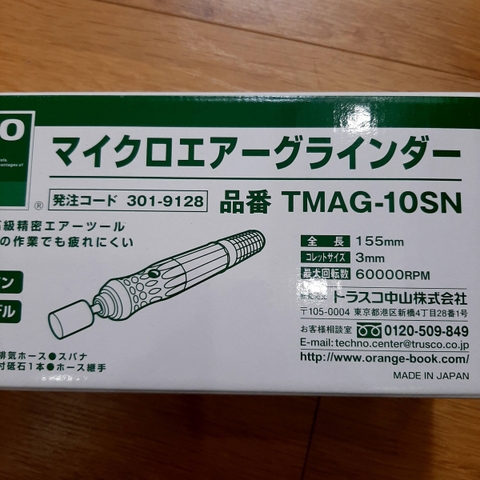 O
マイクロエアーグラインダー
®
発注コード 301-9128
品番 TMAG-10SN
級精密エアーツール
の作業でも疲れにくい
全長 155mm
コレットサイズ 3mm
最大回転数 60000RPM
トラスコ中山株式会社
〒105-0004 東京都港区新橋4丁目28番1号
お客様相談室 0120-509-849
E-mail:techno.center@trusco.co.jp
http://www.orange-book.com/
MADE IN JAPAN
ン
デル
排気ホース●スパナ
付砥石1本●ホース継手